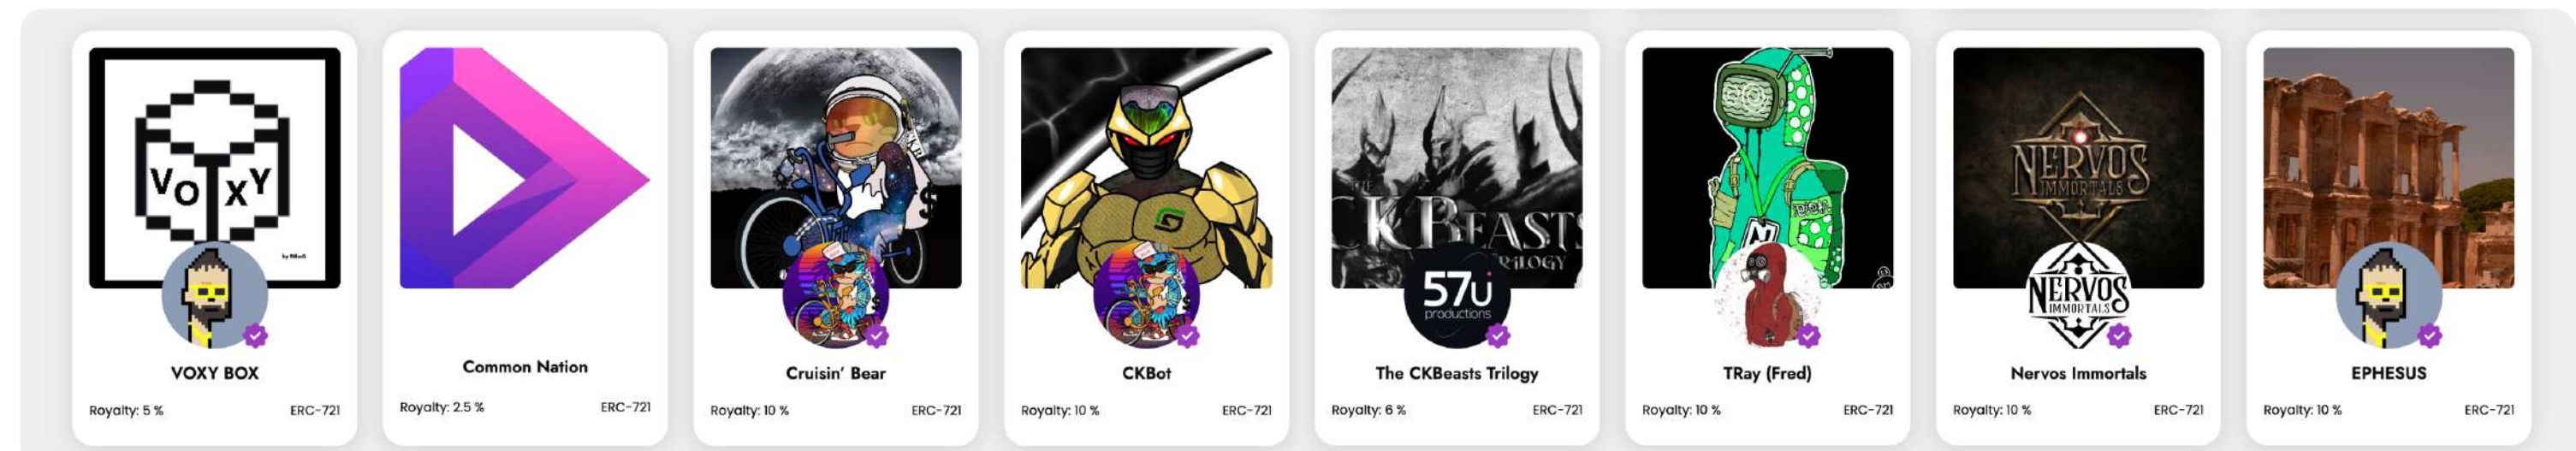 VOXY
by BitboS
VOXY BOX
Royalty: 5 % ERC-721
Common Nation
Royalty: 2.5 % ERC-721
Cruisin' Bear
Royalty: 10 % ERC-721
CKBot
Royalty: 10 % ERC-721
THE
CKBEASTS
TRILOGY
57U
productions
The CKBeasts Trilogy
Royalty: 6 % ERC-721
TRay (Fred)
Royalty: 10 % ERC-721
NERVOS
IMMORTALS
NERVOS
IMMORTALS
Nervos Immortals
Royalty: 10 % ERC-721
EPHESUS
Royalty: 10 % ERC-721